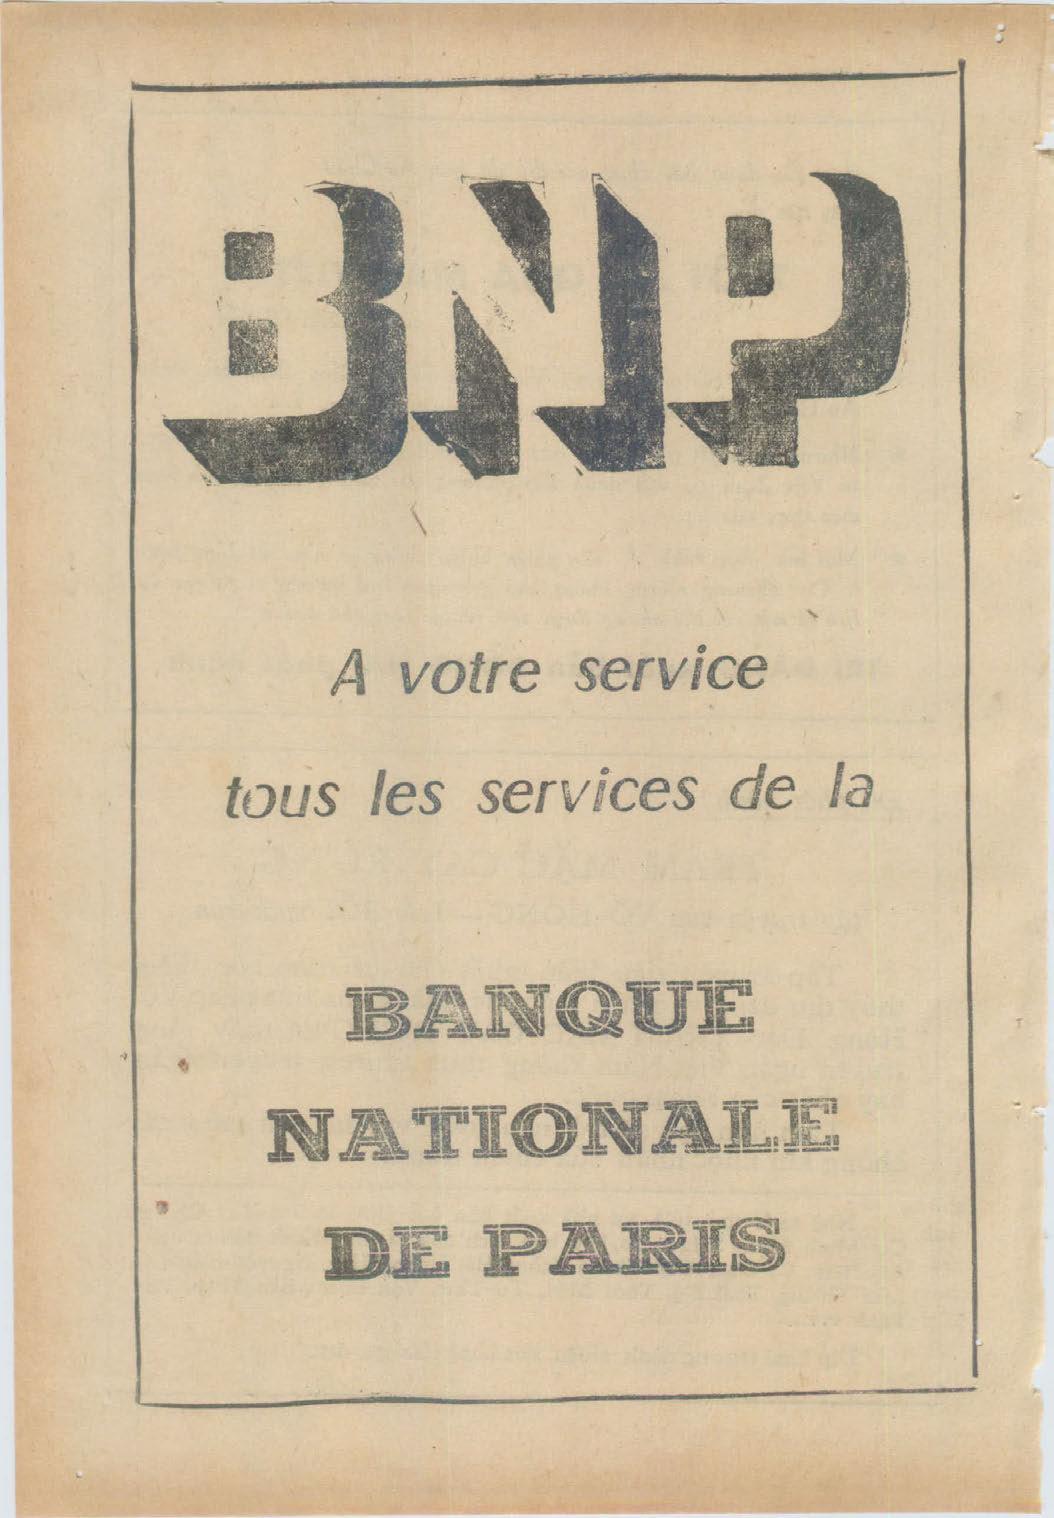 BNP
A votre service
tous les services de la
BANQUE
NATIONALE
DE PARIS